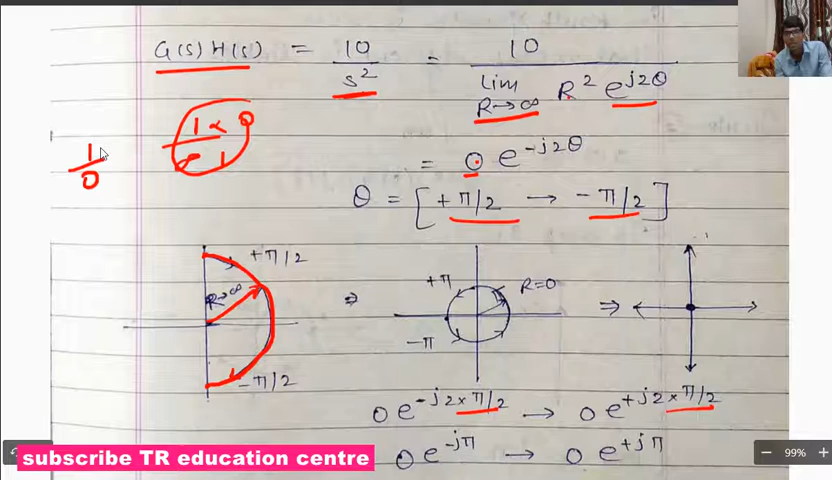 G(s)H(s) = 10 / s² = 10 / Lim R→∞ R² e^{j2θ}
1 ∝ 0
∝ 1
1
0
= 0 e^{-j2θ}
θ = [+π/2 → -π/2]
+π/2
R→∞
-π/2
⇒
+π
R=0
-π
⇒
0 e^{-j2×π/2} → 0 e^{+j2×π/2}
0 e^{-jπ} → 0 e^{+jπ}
subscribe TR education centre
99%